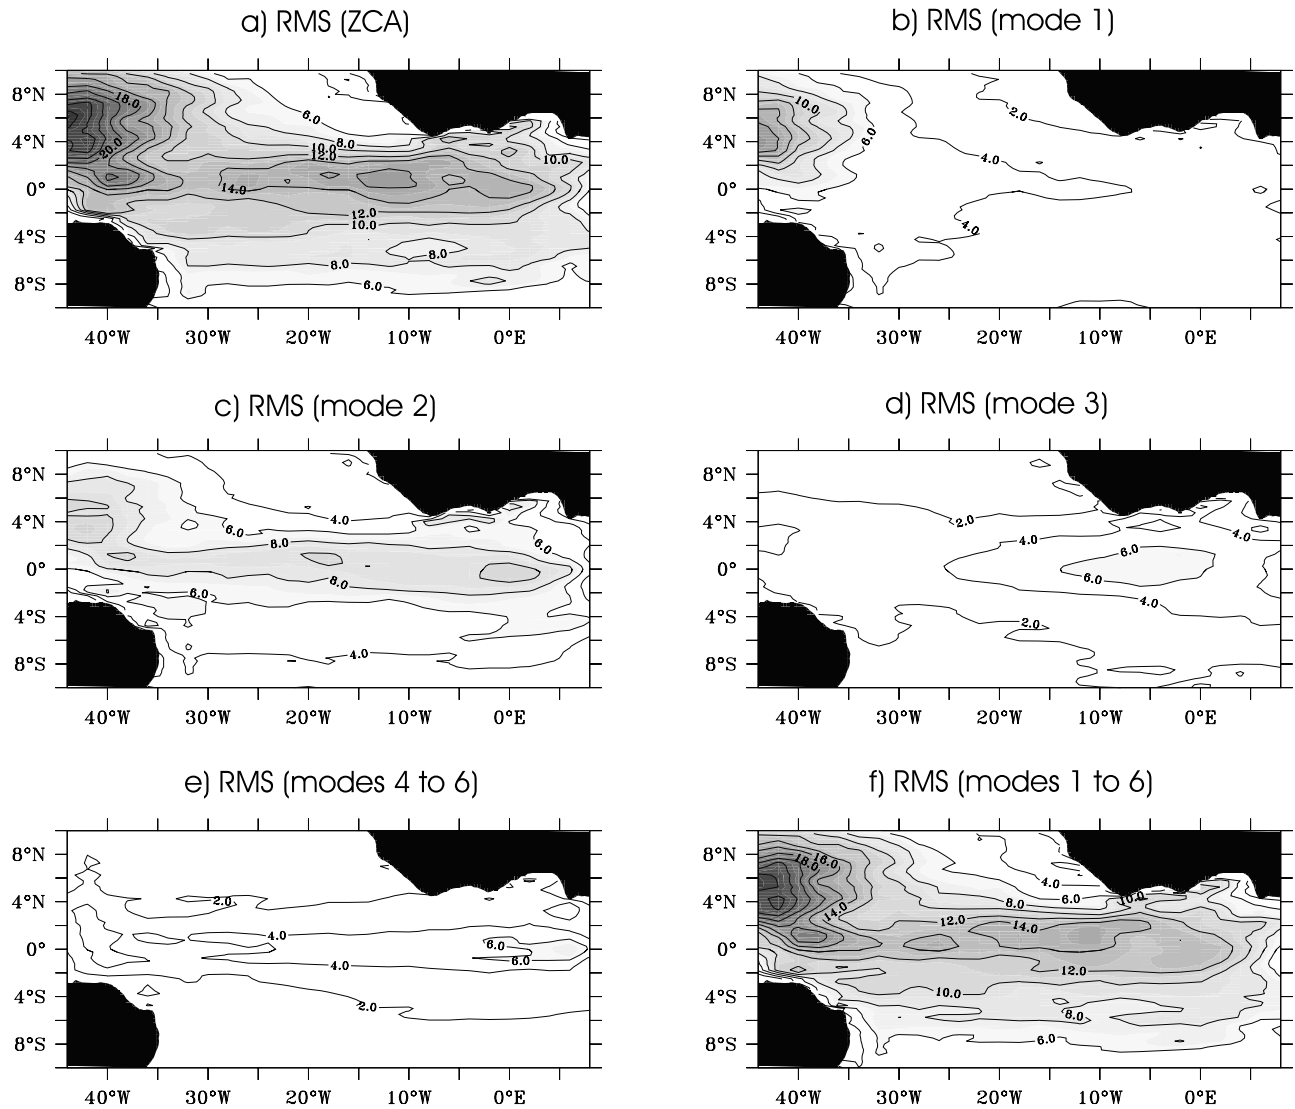 a) RMS (ZCA)
8°N
4°N
0°
4°S
8°S
18.0
20.0
6.0
8.0
10.0
12.0
14.0
10.0
12.0
10.0
8.0
8.0
6.0
40°W 30°W 20°W 10°W 0°E
b) RMS (mode 1)
8°N
4°N
0°
4°S
8°S
10.0
6.0
2.0
4.0
4.0
40°W 30°W 20°W 10°W 0°E
c) RMS (mode 2)
8°N
4°N
0°
4°S
8°S
4.0
6.0
8.0
6.0
8.0
6.0
4.0
40°W 30°W 20°W 10°W 0°E
d) RMS (mode 3)
8°N
4°N
0°
4°S
8°S
2.0
4.0
4.0
6.0
6.0
4.0
2.0
40°W 30°W 20°W 10°W 0°E
e) RMS (modes 4 to 6)
8°N
4°N
0°
4°S
8°S
2.0
4.0
6.0
6.0
4.0
2.0
40°W 30°W 20°W 10°W 0°E
f) RMS (modes 1 to 6)
8°N
4°N
0°
4°S
8°S
18.0
16.0
14.0
4.0
6.0
8.0
10.0
12.0
14.0
12.0
10.0
8.0
6.0
40°W 30°W 20°W 10°W 0°E